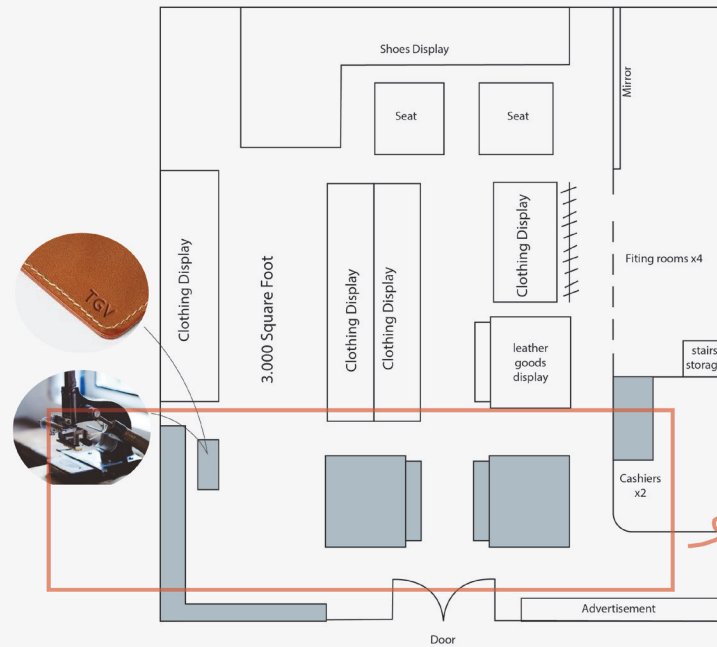 Shoes Display
Seat
Seat
Mirror
Clothing Display
3.000 Square Foot
Clothing Display
Clothing Display
Clothing Display
Fiting rooms x4
TGV
leather
goods
display
stairs
storag
Cashiers
x2
Advertisement
Door